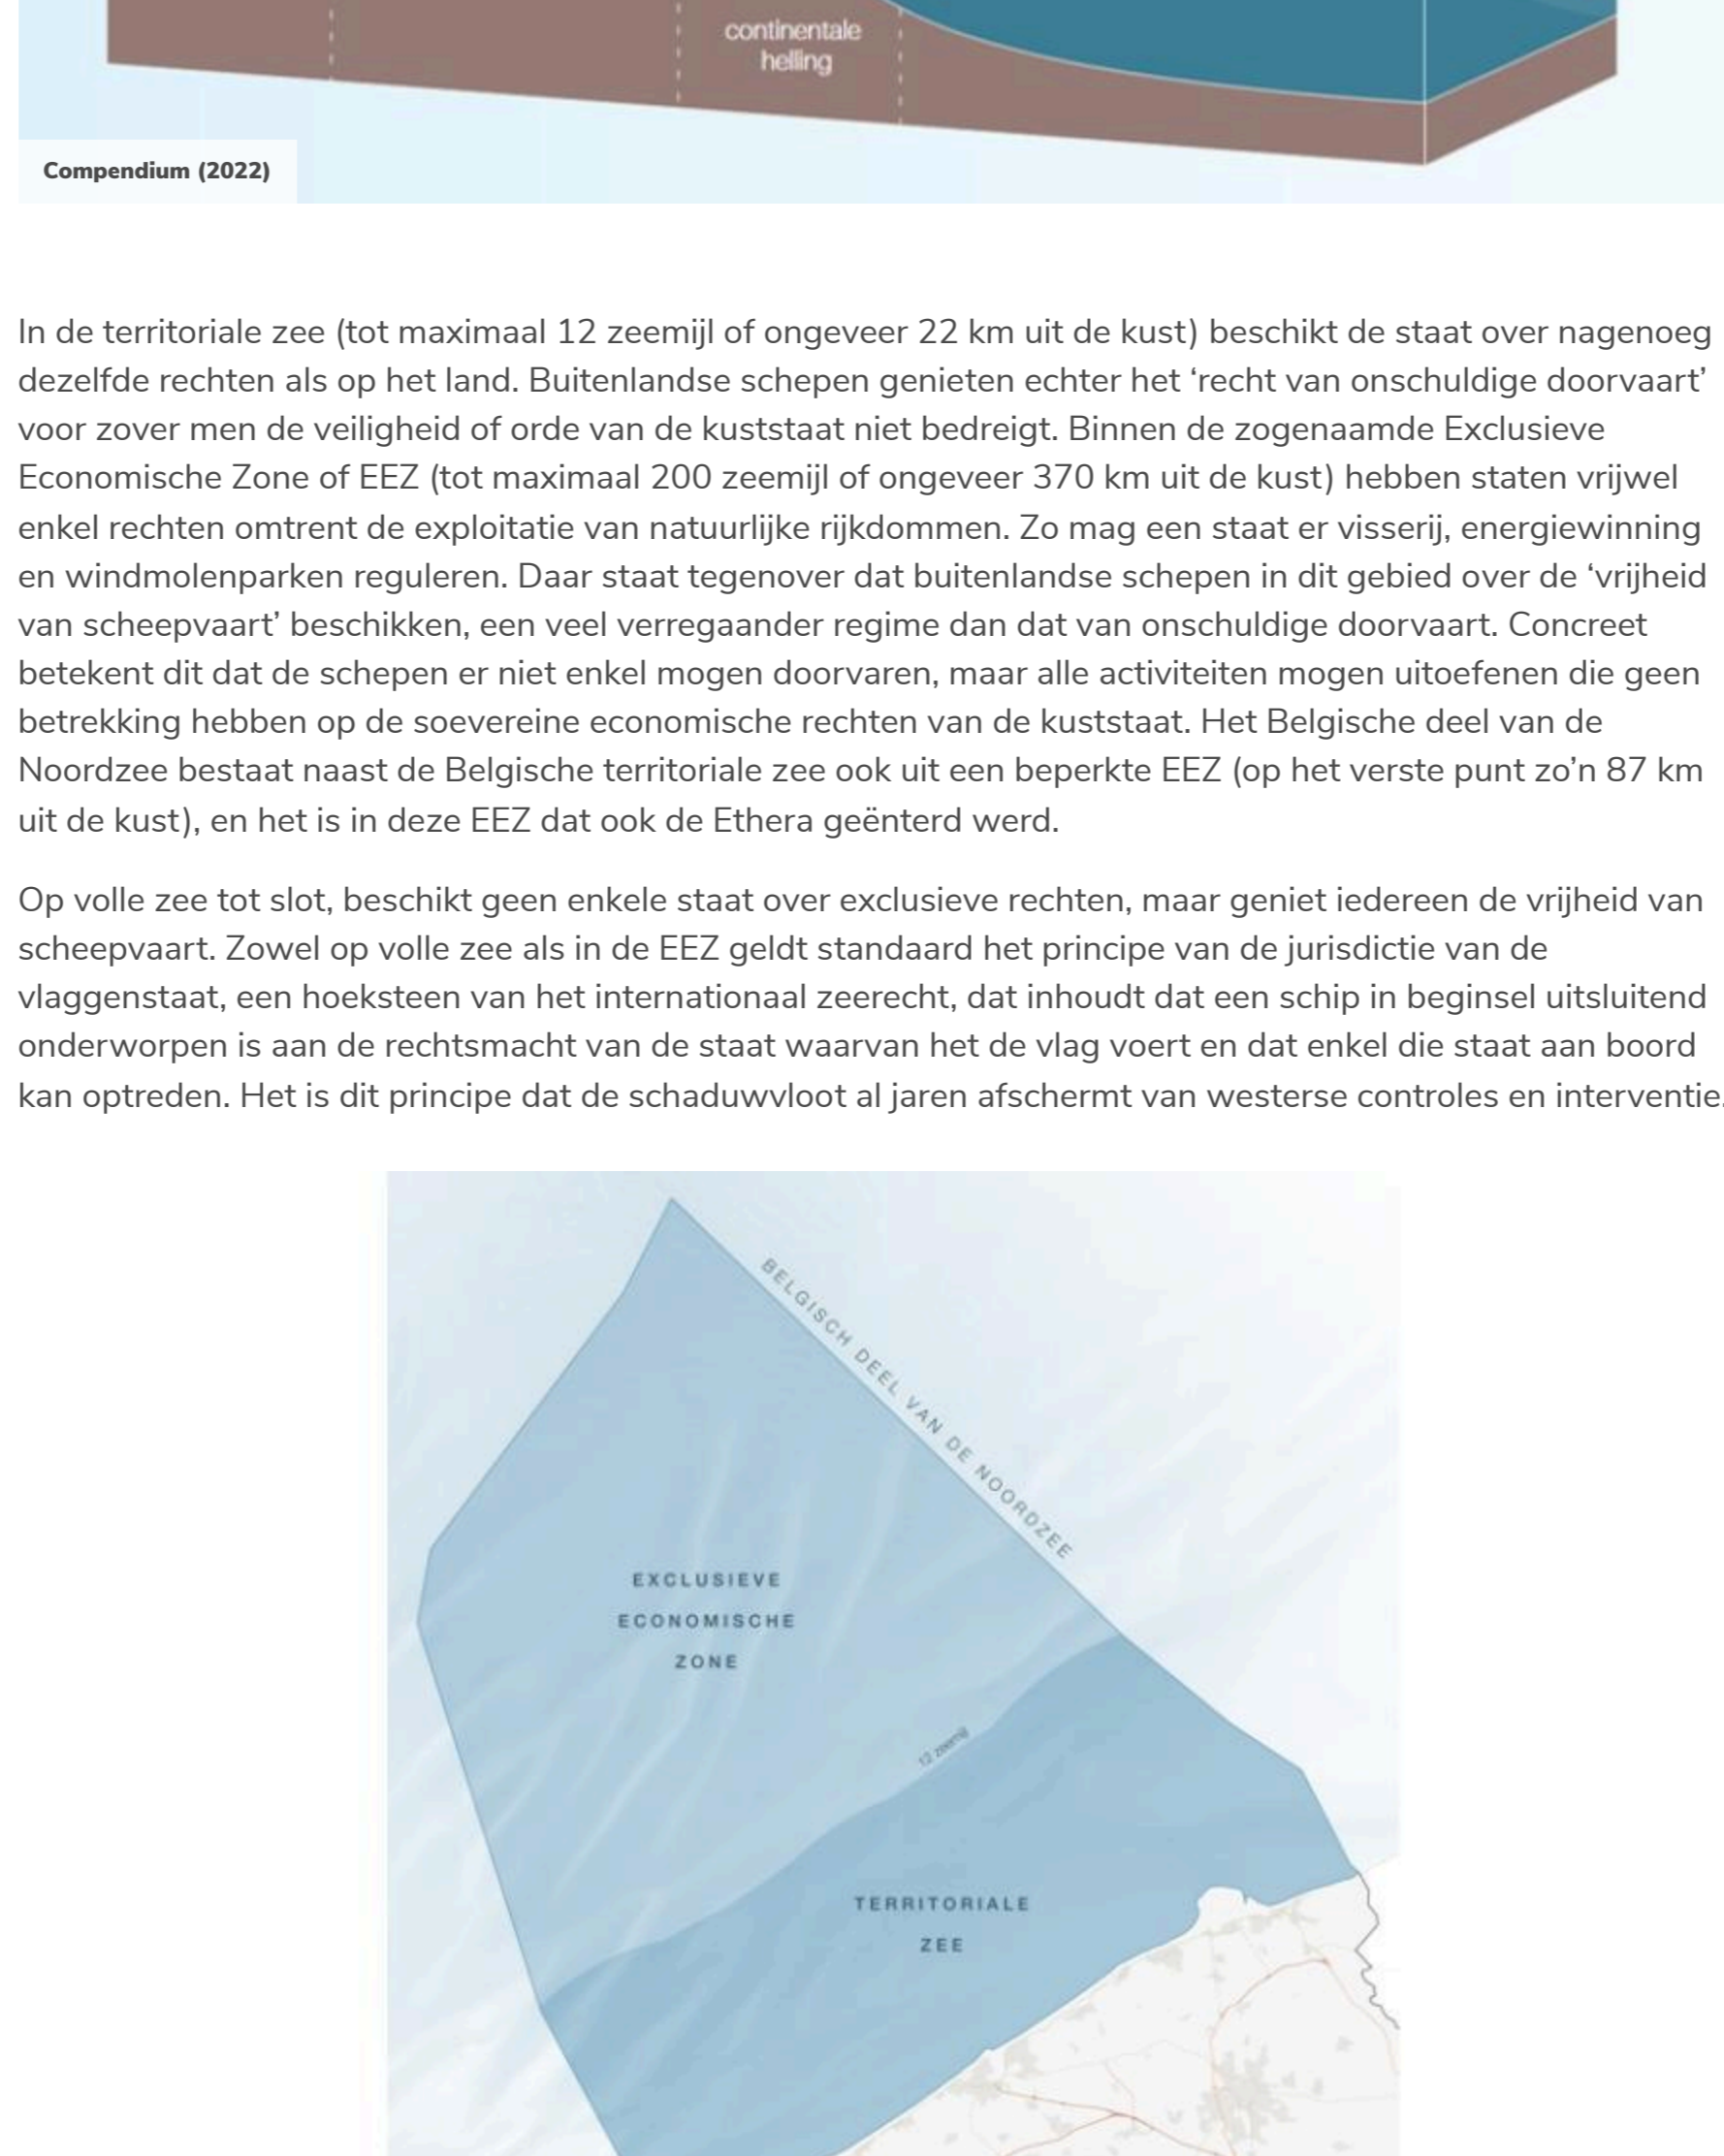 continentale
helling
Compendium (2022)
In de territoriale zee (tot maximaal 12 zeemijl of ongeveer 22 km uit de kust) beschikt de staat over nagenoeg
dezelfde rechten als op het land. Buitenlandse schepen genieten echter het ‘recht van onschuldige doorvaart’
voor zover men de veiligheid of orde van de kuststaat niet bedreigt. Binnen de zogenaamde Exclusieve
Economische Zone of EEZ (tot maximaal 200 zeemijl of ongeveer 370 km uit de kust) hebben staten vrijwel
enkel rechten omtrent de exploitatie van natuurlijke rijkdommen. Zo mag een staat er visserij, energiewinning
en windmolenparken reguleren. Daar staat tegenover dat buitenlandse schepen in dit gebied over de ‘vrijheid
van scheepvaart’ beschikken, een veel verregaander regime dan dat van onschuldige doorvaart. Concreet
betekent dit dat de schepen er niet enkel mogen doorvaren, maar alle activiteiten mogen uitoefenen die geen
betrekking hebben op de soevereine economische rechten van de kuststaat. Het Belgische deel van de
Noordzee bestaat naast de Belgische territoriale zee ook uit een beperkte EEZ (op het verste punt zo’n 87 km
uit de kust), en het is in deze EEZ dat ook de Ethera geënterd werd.
Op volle zee tot slot, beschikt geen enkele staat over exclusieve rechten, maar geniet iedereen de vrijheid van
scheepvaart. Zowel op volle zee als in de EEZ geldt standaard het principe van de jurisdictie van de
vlaggenstaat, een hoeksteen van het internationaal zeerecht, dat inhoudt dat een schip in beginsel uitsluitend
onderworpen is aan de rechtsmacht van de staat waarvan het de vlag voert en dat enkel die staat aan boord
kan optreden. Het is dit principe dat de schaduwvloot al jaren afschermt van westerse controles en interventie.
BELGISCH DEEL VAN DE NOORDZEE
EXCLUSIEVE
ECONOMISCHE
ZONE
12 zeemijl
TERRITORIALE
ZEE